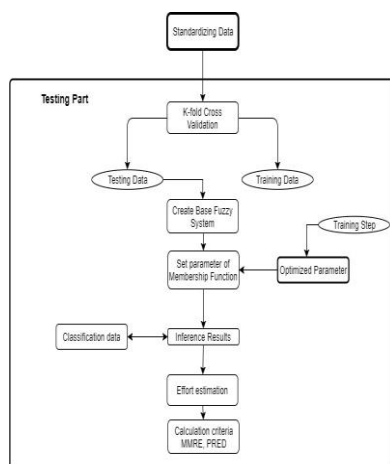 Standardizing Data
Testing Part
K-fold Cross
Validation
Testing Data
Training Data
Create Base Fuzzy
System
Training Step
Set parameter of
Membership Function
Optimized Parameter
Classification data
Inference Results
Effort estimation
Calculation criteria
MMRE, PRED